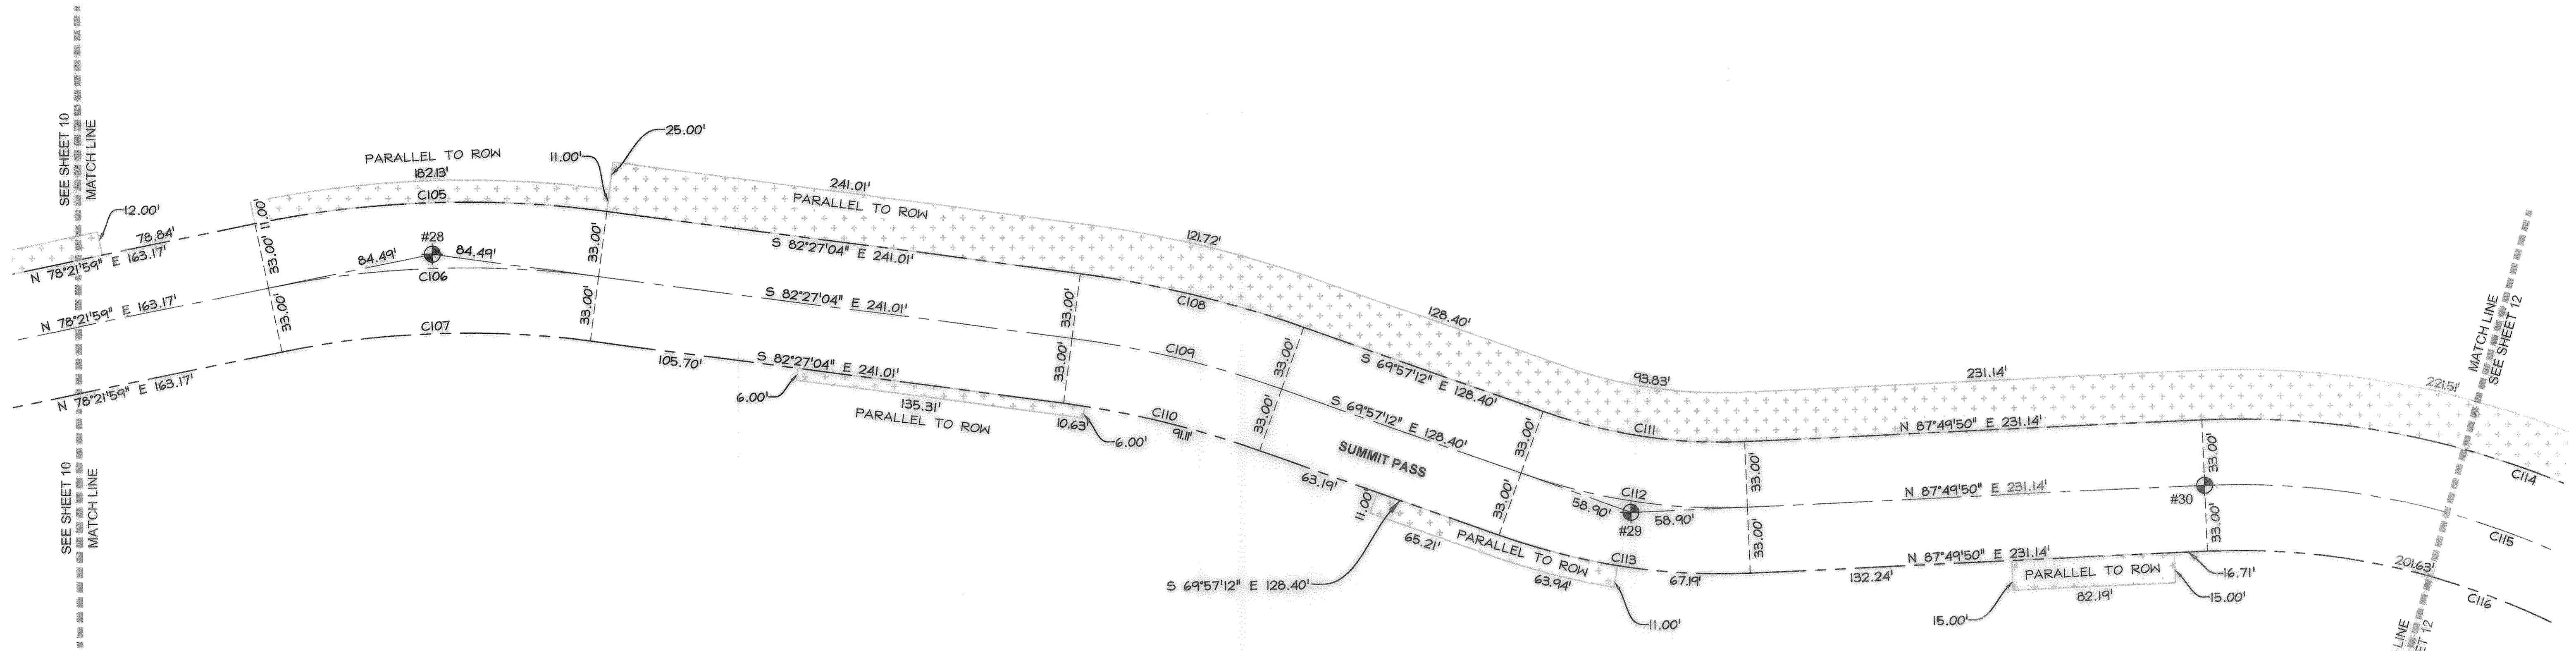 SEE SHEET 10
MATCH LINE
12.00'
78.84'
N 78°21'59" E 163.17'
N 78°21'59" E 163.17'
N 78°21'59" E 163.17'
SEE SHEET 10
MATCH LINE
PARALLEL TO ROW
182.13'
C105
11.00'
33.00'
33.00'
#28
84.49'
84.49'
C106
C107
11.00'
25.00'
33.00'
33.00'
241.01'
PARALLEL TO ROW
S 82°27'04" E 241.01'
S 82°27'04" E 241.01'
S 82°27'04" E 241.01'
105.70'
6.00'
135.31'
PARALLEL TO ROW
10.63'
6.00'
33.00'
33.00'
121.72'
C108
C109
C110
91.11'
33.00'
33.00'
128.40'
S 69°57'12" E 128.40'
S 69°57'12" E 128.40'
SUMMIT PASS
63.19'
11.00'
65.21'
S 69°57'12" E 128.40'
PARALLEL TO ROW
63.94'
11.00'
33.00'
33.00'
93.83'
C111
C112
58.90'
58.90'
#29
C113
67.19'
33.00'
33.00'
231.14'
N 87°49'50" E 231.14'
N 87°49'50" E 231.14'
N 87°49'50" E 231.14'
132.24'
15.00'
PARALLEL TO ROW
82.19'
16.71'
15.00'
33.00'
33.00'
#30
221.51'
C114
C115
201.63'
C116
MATCH LINE
SEE SHEET 12
LINE
ET 12